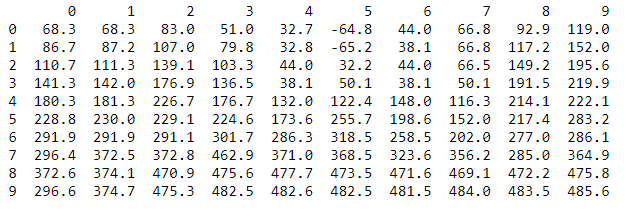 0 1 2 3 4 5 6 7 8 9
0 68.3 68.3 83.0 51.0 32.7 -64.8 44.0 66.8 92.9 119.0
1 86.7 87.2 107.0 79.8 32.8 -65.2 38.1 66.8 117.2 152.0
2 110.7 111.3 139.1 103.3 44.0 32.2 44.0 66.5 149.2 195.6
3 141.3 142.0 176.9 136.5 38.1 50.1 38.1 50.1 191.5 219.9
4 180.3 181.3 226.7 176.7 132.0 122.4 148.0 116.3 214.1 222.1
5 228.8 230.0 229.1 224.6 173.6 255.7 198.6 152.0 217.4 283.2
6 291.9 291.9 291.1 301.7 286.3 318.5 258.5 202.0 277.0 286.1
7 296.4 372.5 372.8 462.9 371.0 368.5 323.6 356.2 285.0 364.9
8 372.6 374.1 470.9 475.6 477.7 473.5 471.6 469.1 472.2 475.8
9 296.6 374.7 475.3 482.5 482.6 482.5 481.5 484.0 483.5 485.6